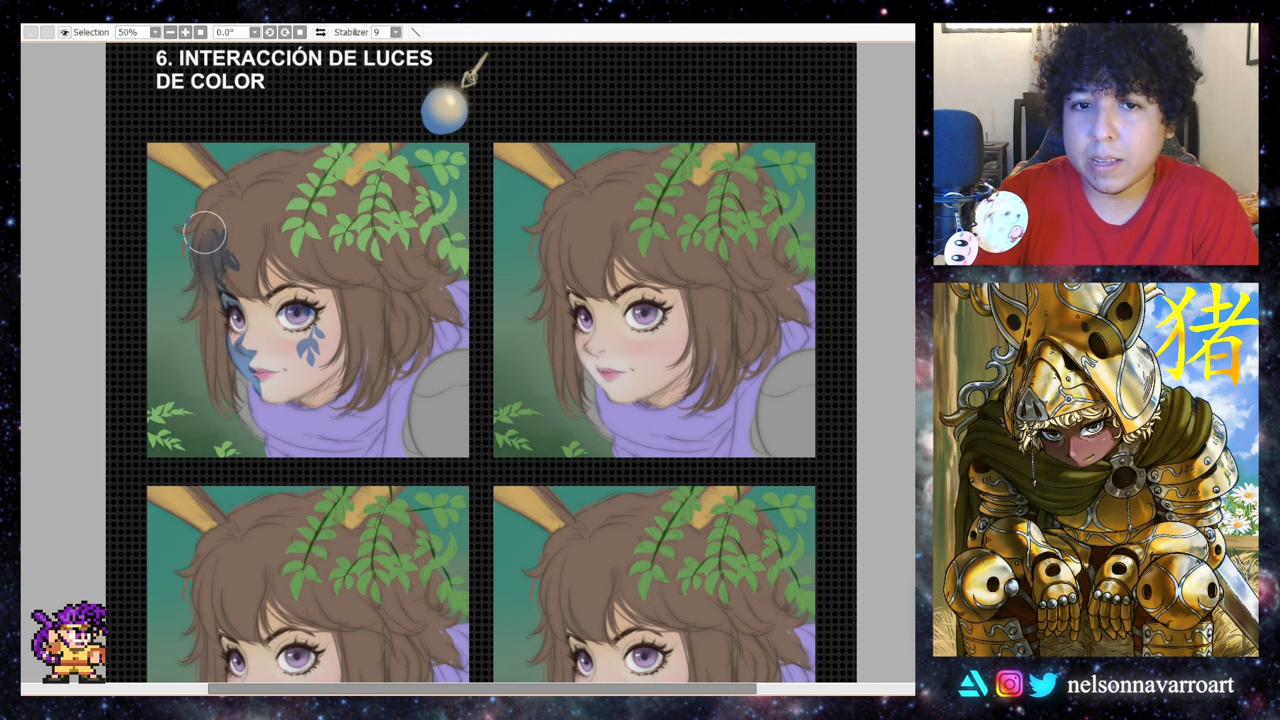 Selection 50% 0.0° Stabilizer 9
6. INTERACCIÓN DE LUCES
DE COLOR
猪
nelsonnavarroart